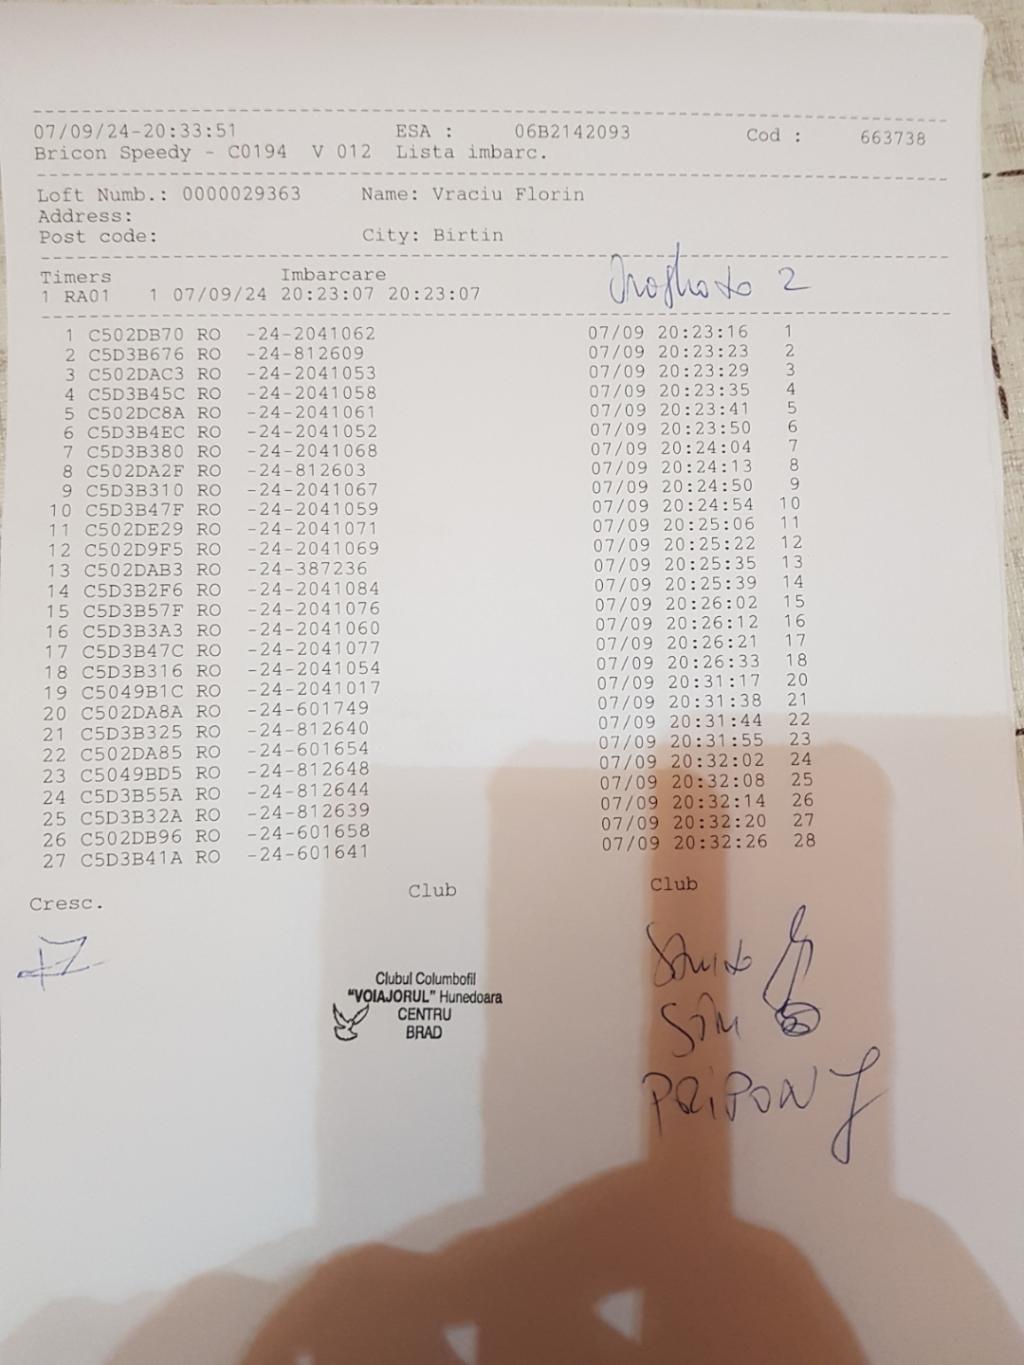 07/09/24-20:33:51 ESA : 06B2142093 Cod : 663738
Bricon Speedy - C0194 V 012 Lista imbarc.
Loft Numb.: 0000029363 Name: Vraciu Florin
Address:
Post code: City: Birtin
Timers Imbarcare
1 RA01 1 07/09/24 20:23:07 20:23:07 2
1 C502DB70 RO -24-2041062 07/09 20:23:16 1
2 C5D3B676 RO -24-812609 07/09 20:23:23 2
3 C502DAC3 RO -24-2041053 07/09 20:23:29 3
4 C5D3B45C RO -24-2041058 07/09 20:23:35 4
5 C502DC8A RO -24-2041061 07/09 20:23:41 5
6 C5D3B4EC RO -24-2041052 07/09 20:23:50 6
7 C5D3B380 RO -24-2041068 07/09 20:24:04 7
8 C502DA2F RO -24-812603 07/09 20:24:13 8
9 C5D3B310 RO -24-2041067 07/09 20:24:50 9
10 C5D3B47F RO -24-2041059 07/09 20:24:54 10
11 C502DE29 RO -24-2041071 07/09 20:25:06 11
12 C502D9F5 RO -24-2041069 07/09 20:25:22 12
13 C502DAB3 RO -24-387236 07/09 20:25:35 13
14 C5D3B2F6 RO -24-2041084 07/09 20:25:39 14
15 C5D3B57F RO -24-2041076 07/09 20:26:02 15
16 C5D3B3A3 RO -24-2041060 07/09 20:26:12 16
17 C5D3B47C RO -24-2041077 07/09 20:26:21 17
18 C5D3B316 RO -24-2041054 07/09 20:26:33 18
19 C5049B1C RO -24-2041017 07/09 20:31:17 20
20 C502DA8A RO -24-601749 07/09 20:31:38 21
21 C5D3B325 RO -24-812640 07/09 20:31:44 22
22 C502DA85 RO -24-601654 07/09 20:31:55 23
23 C5049BD5 RO -24-812648 07/09 20:32:02 24
24 C5D3B55A RO -24-812644 07/09 20:32:08 25
25 C5D3B32A RO -24-812639 07/09 20:32:14 26
26 C502DB96 RO -24-601658 07/09 20:32:20 27
27 C5D3B41A RO -24-601641 07/09 20:32:26 28
Cresc. Club Club
Clubul Columbofil
"VOIAJORUL" Hunedoara
CENTRU
BRAD
PRIPON